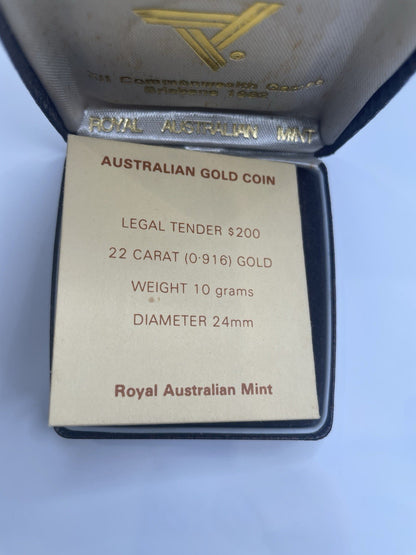 XII Commonwealth Games
Brisbane 1982
ROYAL AUSTRALIAN MINT
AUSTRALIAN GOLD COIN
LEGAL TENDER $200
22 CARAT (0·916) GOLD
WEIGHT 10 grams
DIAMETER 24mm
Royal Australian Mint